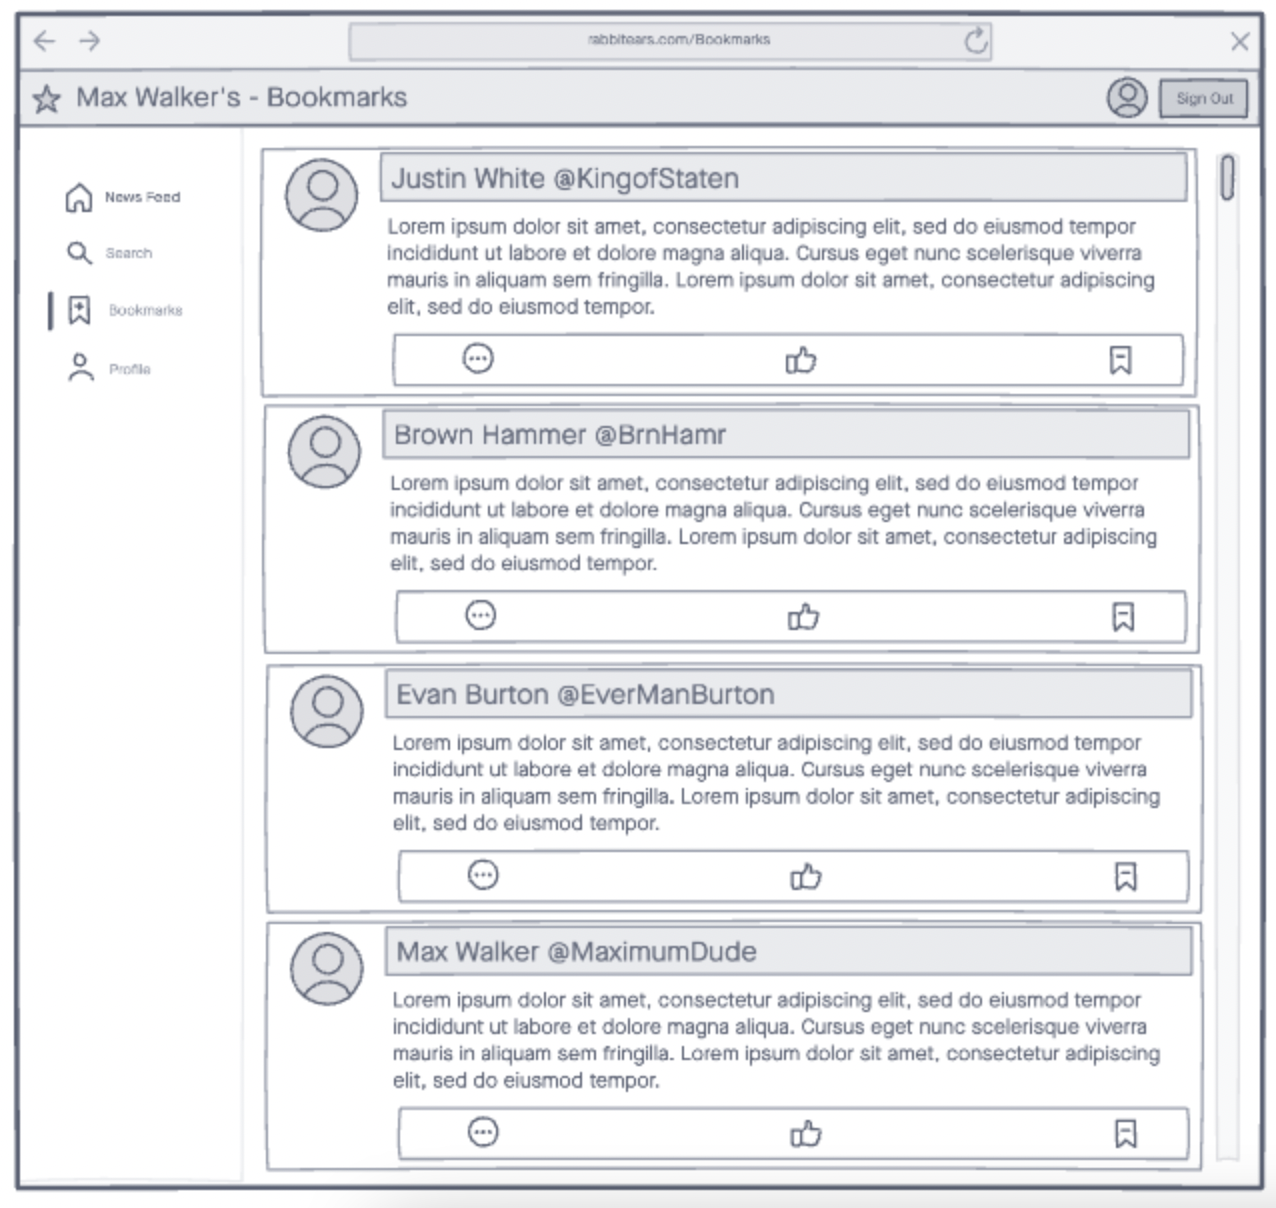 rabbitears.com/Bookmarks
Max Walker's - Bookmarks
Sign Out
News Feed
Search
Bookmarks
Profile
Justin White @KingofStaten
Lorem ipsum dolor sit amet, consectetur adipiscing elit, sed do eiusmod tempor
incididunt ut labore et dolore magna aliqua. Cursus eget nunc scelerisque viverra
mauris in aliquam sem fringilla. Lorem ipsum dolor sit amet, consectetur adipiscing
elit, sed do eiusmod tempor.
Brown Hammer @BrnHamr
Lorem ipsum dolor sit amet, consectetur adipiscing elit, sed do eiusmod tempor
incididunt ut labore et dolore magna aliqua. Cursus eget nunc scelerisque viverra
mauris in aliquam sem fringilla. Lorem ipsum dolor sit amet, consectetur adipiscing
elit, sed do eiusmod tempor.
Evan Burton @EverManBurton
Lorem ipsum dolor sit amet, consectetur adipiscing elit, sed do eiusmod tempor
incididunt ut labore et dolore magna aliqua. Cursus eget nunc scelerisque viverra
mauris in aliquam sem fringilla. Lorem ipsum dolor sit amet, consectetur adipiscing
elit, sed do eiusmod tempor.
Max Walker @MaximumDude
Lorem ipsum dolor sit amet, consectetur adipiscing elit, sed do eiusmod tempor
incididunt ut labore et dolore magna aliqua. Cursus eget nunc scelerisque viverra
mauris in aliquam sem fringilla. Lorem ipsum dolor sit amet, consectetur adipiscing
elit, sed do eiusmod tempor.